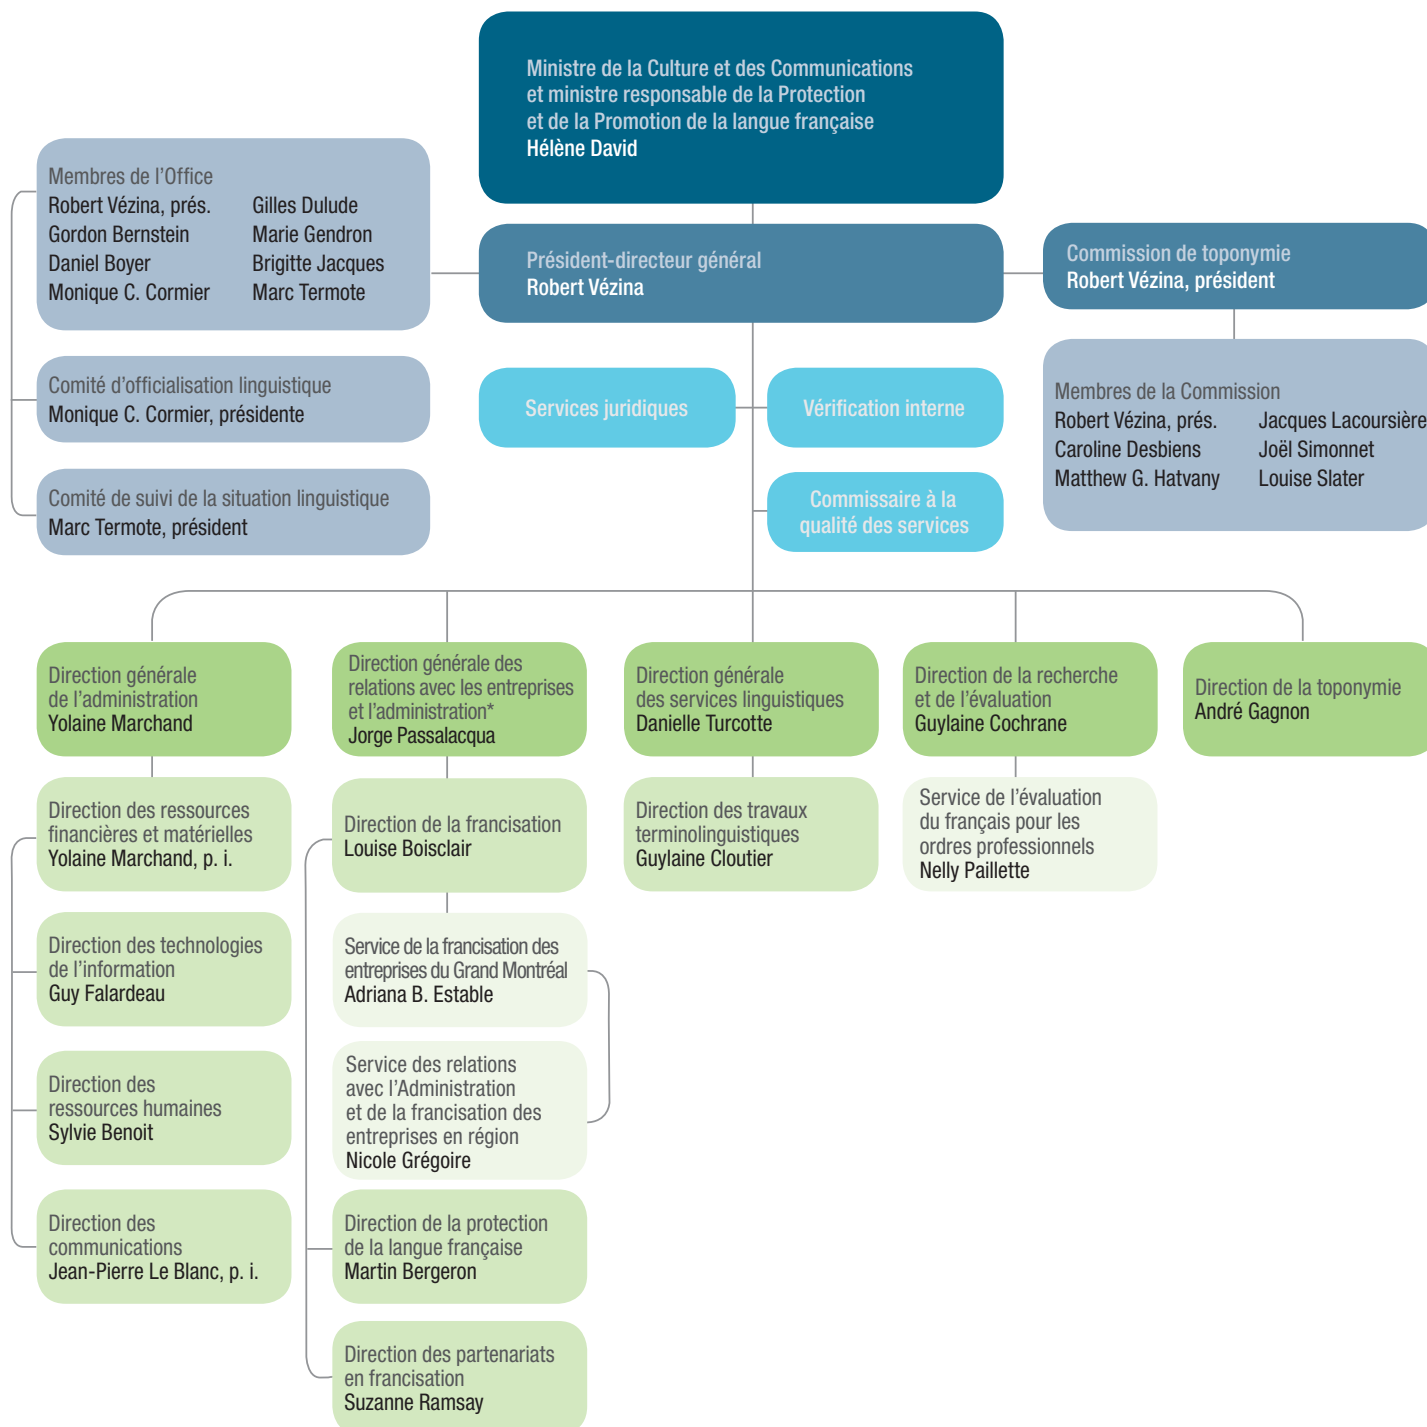 Ministre de la Culture et des Communications
et ministre responsable de la Protection
et de la Promotion de la langue française
Hélène David
Membres de l'Office
Robert Vézina, prés.
Gordon Bernstein
Daniel Boyer
Monique C. Cormier
Gilles Dulude
Marie Gendron
Brigitte Jacques
Marc Termote
Président-directeur général
Robert Vézina
Commission de toponymie
Robert Vézina, président
Comité d'officialisation linguistique
Monique C. Cormier, présidente
Services juridiques
Vérification interne
Membres de la Commission
Robert Vézina, prés.
Caroline Desbiens
Matthew G. Hatvany
Jacques Lacoursière
Joël Simonnet
Louise Slater
Comité de suivi de la situation linguistique
Marc Termote, président
Commissaire à la
qualité des services
Direction générale
de l'administration
Yolaine Marchand
Direction générale des
relations avec les entreprises
et l'administration*
Jorge Passalacqua
Direction générale
des services linguistiques
Danielle Turcotte
Direction de la recherche
et de l'évaluation
Guylaine Cochrane
Direction de la toponymie
André Gagnon
Direction des ressources
financières et matérielles
Yolaine Marchand, p. i.
Direction de la francisation
Louise Boisclair
Direction des travaux
terminolinguistiques
Guylaine Cloutier
Service de l'évaluation
du français pour les
ordres professionnels
Nelly Paillette
Direction des technologies
de l'information
Guy Falardeau
Service de la francisation des
entreprises du Grand Montréal
Adriana B. Estable
Direction des
ressources humaines
Sylvie Benoit
Service des relations
avec l'Administration
et de la francisation des
entreprises en région
Nicole Grégoire
Direction des
communications
Jean-Pierre Le Blanc, p. i.
Direction de la protection
de la langue française
Martin Bergeron
Direction des partenariats
en francisation
Suzanne Ramsay